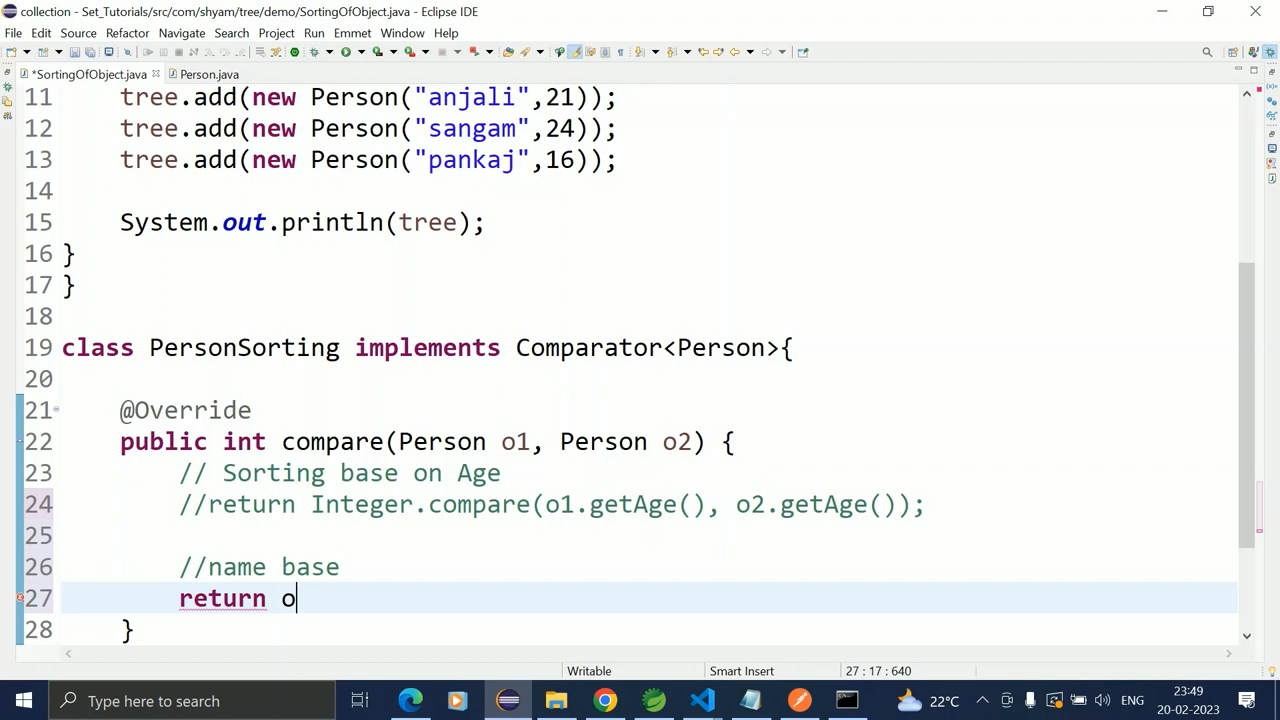 collection - Set_Tutorials/src/com/shyam/tree/demo/SortingOfObject.java - Eclipse IDE
File Edit Source Refactor Navigate Search Project Run Emmet Window Help
*SortingOfObject.java Person.java
11 tree.add(new Person("anjali",21));
12 tree.add(new Person("sangam",24));
13 tree.add(new Person("pankaj",16));
14
15 System.out.println(tree);
16 }
17 }
18
19 class PersonSorting implements Comparator<Person>{
20
21 @Override
22 public int compare(Person o1, Person o2) {
23 // Sorting base on Age
24 //return Integer.compare(o1.getAge(), o2.getAge());
25
26 //name base
27 return o
28 }
Writable Smart Insert 27 : 17 : 640
Type here to search 22°C ENG 23:49
20-02-2023